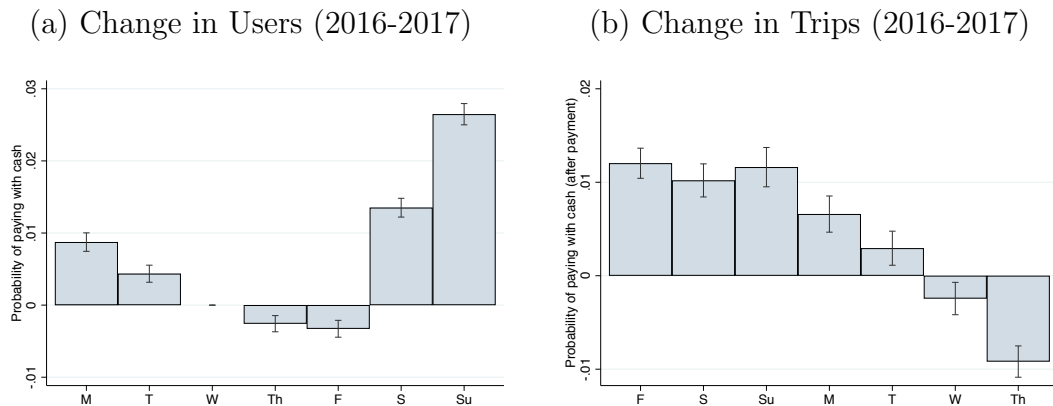 (a) Change in Users (2016-2017)
Probability of paying with cash
.03
.02
.01
0
-.01
M T W Th F S Su
(b) Change in Trips (2016-2017)
Probability of paying with cash (after payment)
.02
.01
0
-.01
F S Su M T W Th